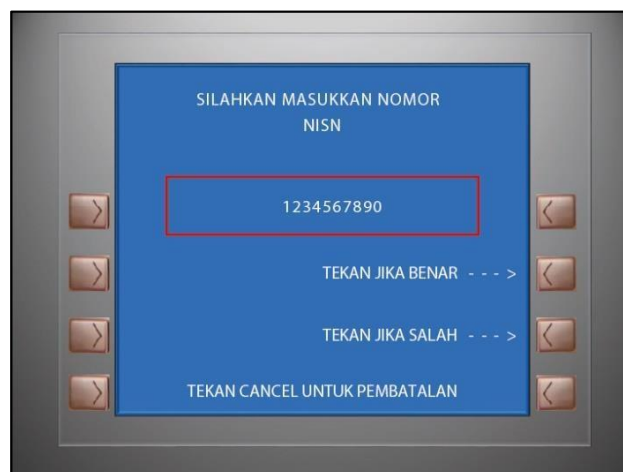 SILAHKAN MASUKKAN NOMOR
NISN
1234567890
TEKAN JIKA BENAR - - - >
TEKAN JIKA SALAH - - - >
TEKAN CANCEL UNTUK PEMBATALAN